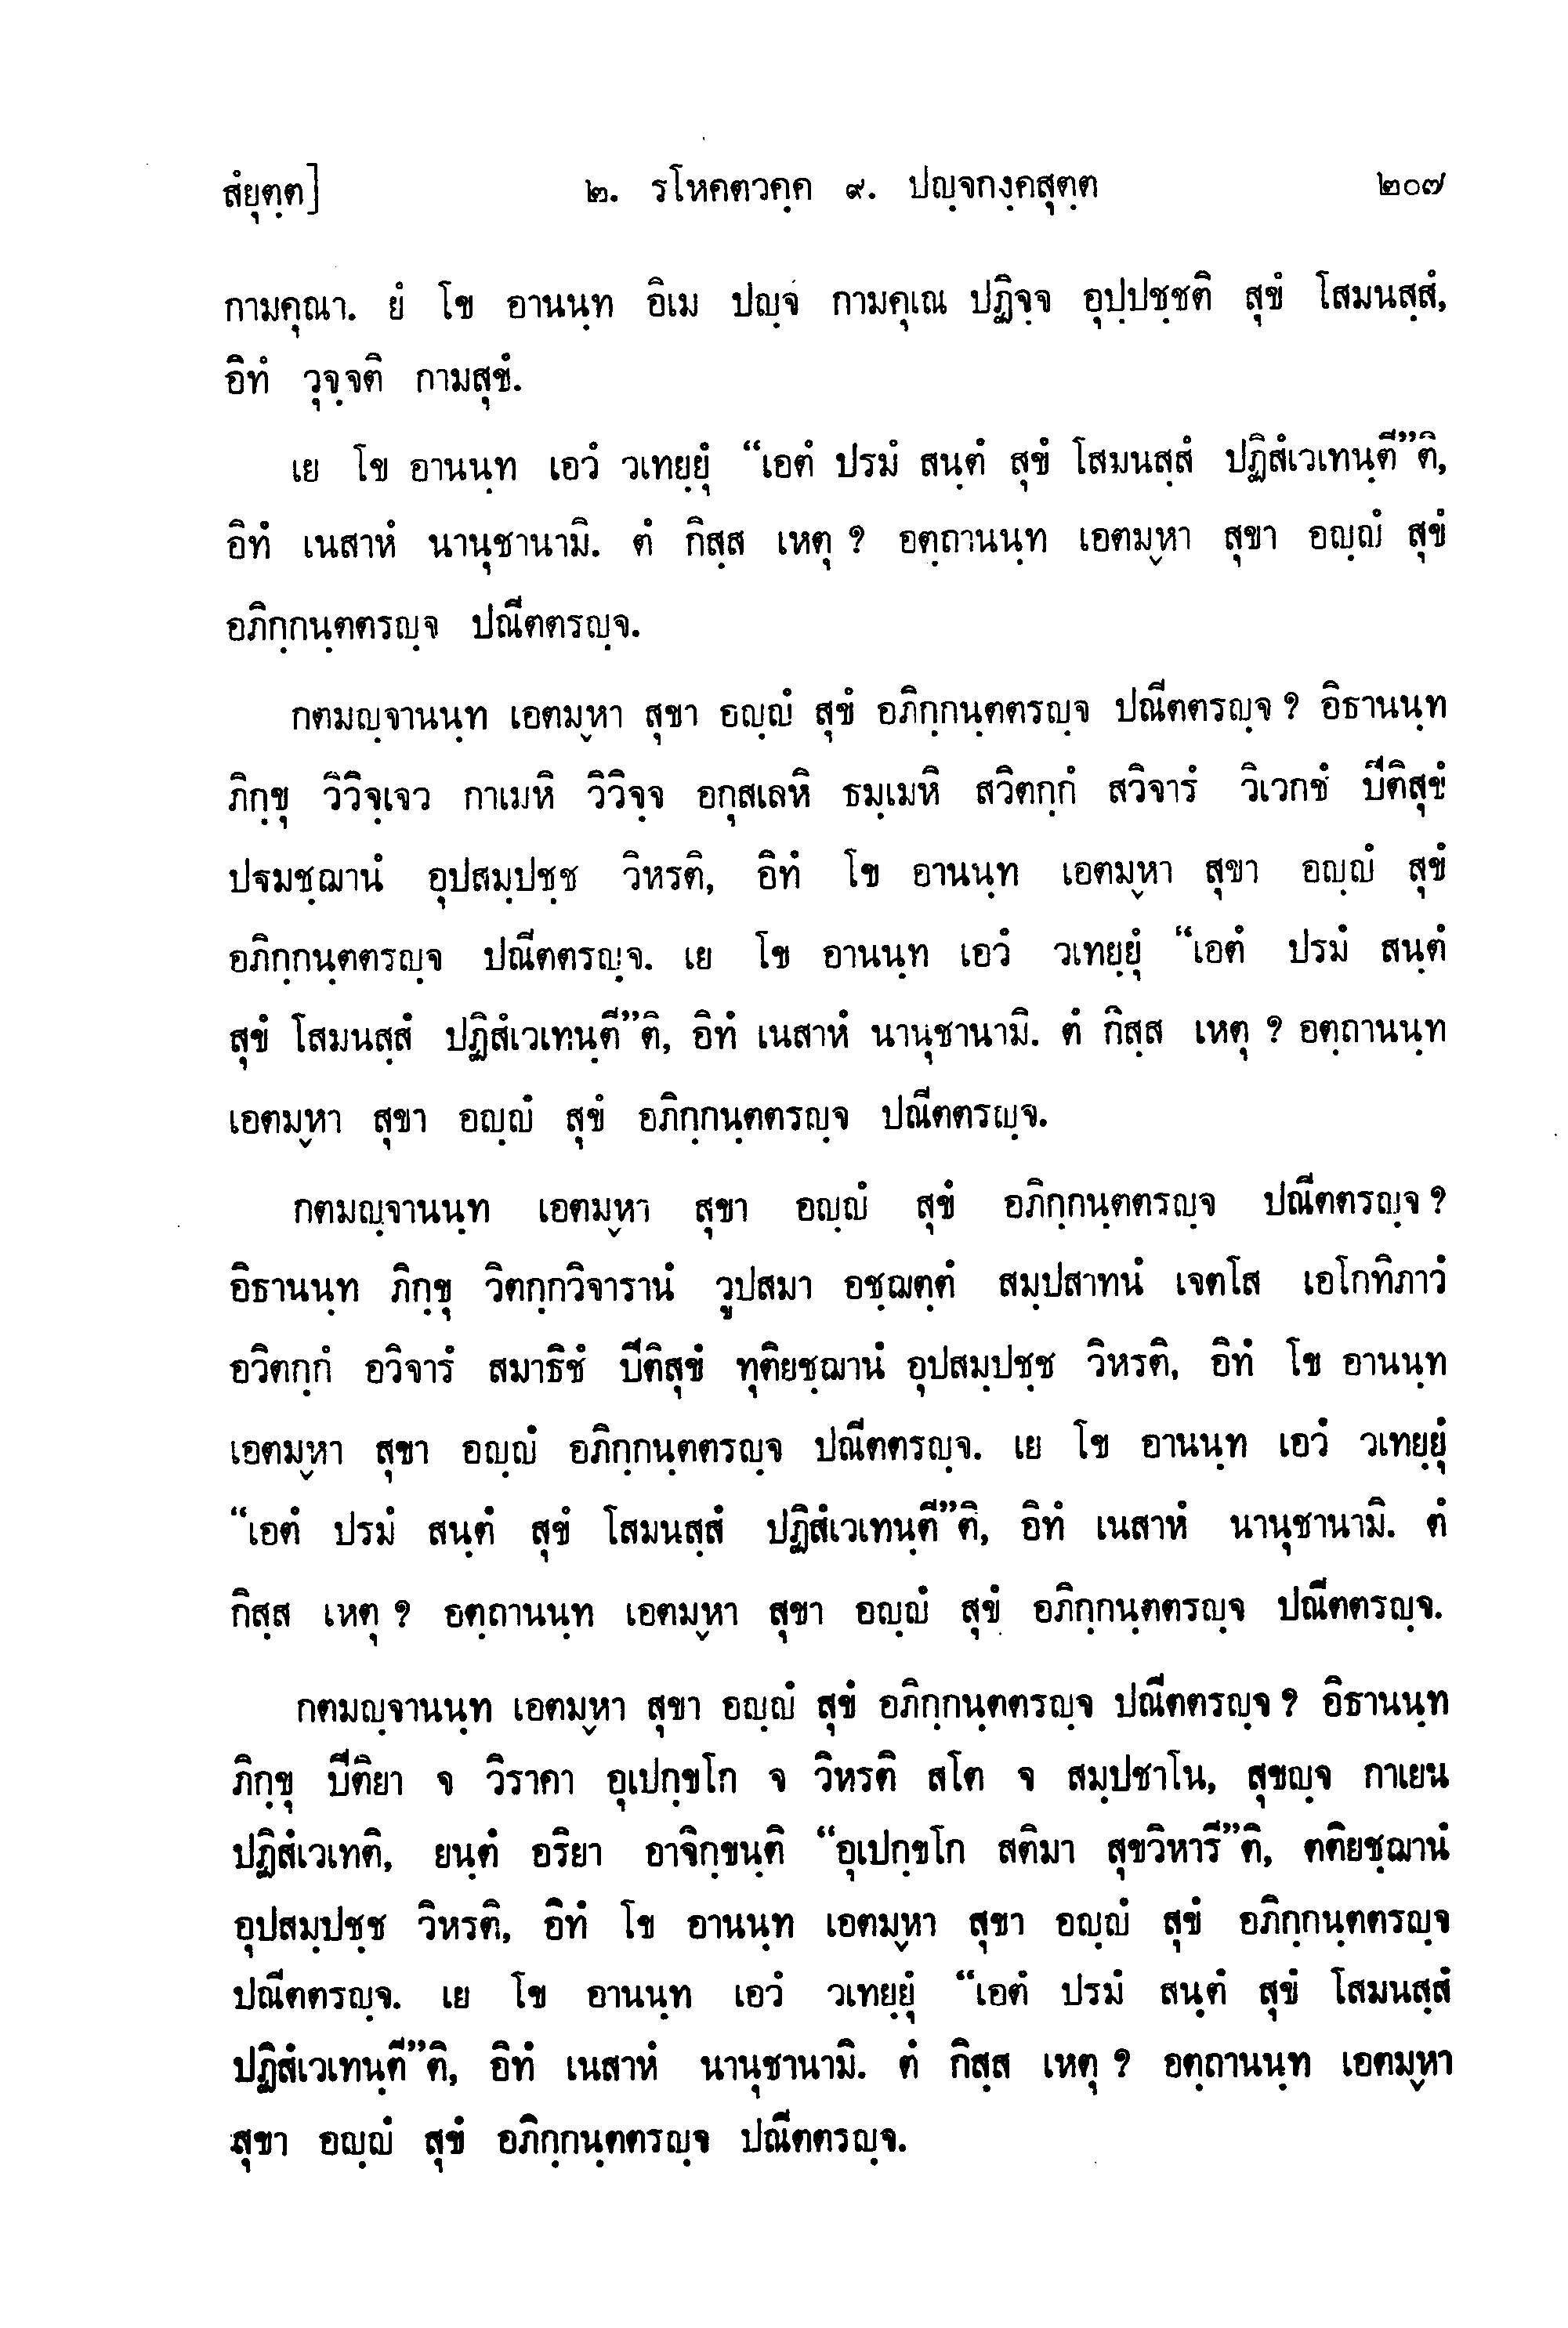 สํยุตฺต] ๒. รโหคตวคฺค ๙. ปญฺจกงฺคสุตฺต ๒๐๗
กามคุณา. ยํ โข อานนฺท อิเม ปญฺจ กามคุเณ ปฏิจฺจ อุปฺปชฺชติ สุขํ โสมนสฺสํ,
อิทํ วุจฺจติ กามสุขํ.
เย โข อานนฺท เอวํ วเทยฺยุํ “เอตํ ปรมํ สนฺตํ สุขํ โสมนสฺสํ ปฏิสํเวเทนฺตี”ติ,
อิทํ เนสาหํ นานุชานามิ. ตํ กิสฺส เหตุ ? อตฺถานนฺท เอตมฺหา สุขา อญฺญํ สุขํ
อภิกฺกนฺตตรญฺจ ปณีตตรญฺจ.
กตมญฺจานนฺท เอตมฺหา สุขา อญฺญํ สุขํ อภิกฺกนฺตตรญฺจ ปณีตตรญฺจ ? อิธานนฺท
ภิกฺขุ วิวิจฺเจว กาเมหิ วิวิจฺจ อกุสเลหิ ธมฺเมหิ สวิตกฺกํ สวิจารํ วิเวกชํ ปีติสุขํ
ปฐมชฺฌานํ อุปสมฺปชฺช วิหรติ, อิทํ โข อานนฺท เอตมฺหา สุขา อญฺญํ สุขํ
อภิกฺกนฺตตรญฺจ ปณีตตรญฺจ. เย โข อานนฺท เอวํ วเทยฺยุํ “เอตํ ปรมํ สนฺตํ
สุขํ โสมนสฺสํ ปฏิสํเวเทนฺตี”ติ, อิทํ เนสาหํ นานุชานามิ. ตํ กิสฺส เหตุ ? อตฺถานนฺท
เอตมฺหา สุขา อญฺญํ สุขํ อภิกฺกนฺตตรญฺจ ปณีตตรญฺจ.
กตมญฺจานนฺท เอตมฺหา สุขา อญฺญํ สุขํ อภิกฺกนฺตตรญฺจ ปณีตตรญฺจ ?
อิธานนฺท ภิกฺขุ วิตกฺกวิจารานํ วูปสมา อชฺฌตฺตํ สมฺปสาทนํ เจตโส เอโกทิภาวํ
อวิตกฺกํ อวิจารํ สมาธิชํ ปีติสุขํ ทุติยชฺฌานํ อุปสมฺปชฺช วิหรติ, อิทํ โข อานนฺท
เอตมฺหา สุขา อญฺญํ อภิกฺกนฺตตรญฺจ ปณีตตรญฺจ. เย โข อานนฺท เอวํ วเทยฺยุํ
“เอตํ ปรมํ สนฺตํ สุขํ โสมนสฺสํ ปฏิสํเวเทนฺตี”ติ, อิทํ เนสาหํ นานุชานามิ. ตํ
กิสฺส เหตุ ? อตฺถานนฺท เอตมฺหา สุขา อญฺญํ สุขํ อภิกฺกนฺตตรญฺจ ปณีตตรญฺจ.
กตมญฺจานนฺท เอตมฺหา สุขา อญฺญํ สุขํ อภิกฺกนฺตตรญฺจ ปณีตตรญฺจ ? อิธานนฺท
ภิกฺขุ ปีติยา จ วิราคา อุเปกฺขโก จ วิหรติ สโต จ สมฺปชาโน, สุขญฺจ กาเยน
ปฏิสํเวเทติ, ยนฺตํ อริยา อาจิกฺขนฺติ “อุเปกฺขโก สติมา สุขวิหารี”ติ, ตติยชฺฌานํ
อุปสมฺปชฺช วิหรติ, อิทํ โข อานนฺท เอตมฺหา สุขา อญฺญํ สุขํ อภิกฺกนฺตตรญฺจ
ปณีตตรญฺจ. เย โข อานนฺท เอวํ วเทยฺยุํ “เอตํ ปรมํ สนฺตํ สุขํ โสมนสฺสํ
ปฏิสํเวเทนฺตี”ติ, อิทํ เนสาหํ นานุชานามิ. ตํ กิสฺส เหตุ ? อตฺถานนฺท เอตมฺหา
สุขา อญฺญํ สุขํ อภิกฺกนฺตตรญฺจ ปณีตตรญฺจ.